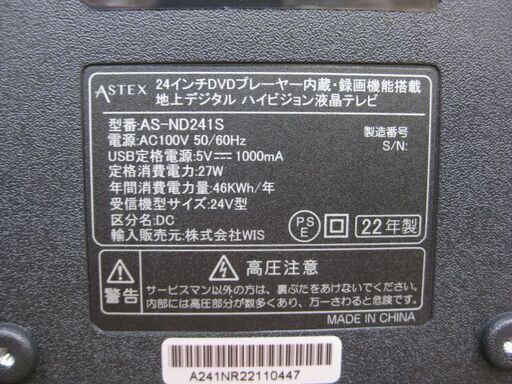 ASTEX
24インチDVDプレーヤー内蔵・録画機能搭載
地上デジタル ハイビジョン液晶テレビ
型番:AS-ND241S
電源:AC100V 50/60Hz
USB定格電源:5V⎓1000mA
定格消費電力:27W
年間消費電力量:46KWh/年
受信機型サイズ:24V型
区分名:DC
輸入販売元:株式会社WIS
製造番号
S/N:
PS
E
22年製
警告
高圧注意
サービスマン以外の方は、裏ぶたをあけないでください。
内部には高圧部分が数多くあり、万一さわると危険です。
MADE IN CHINA
A241NR22110447